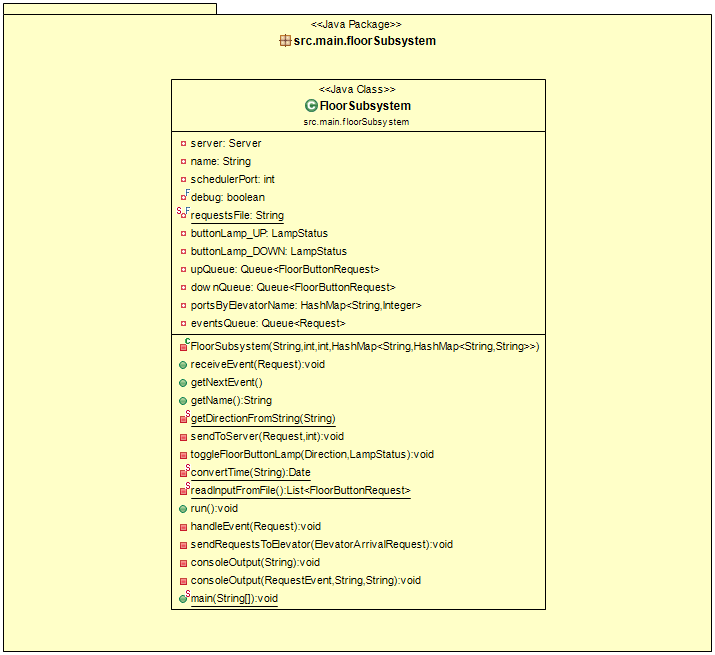 <<Java Package>>
src.main.floorSubsystem
<<Java Class>>
FloorSubsystem
src.main.floorSubsystem
server: Server
name: String
schedulerPort: int
debug: boolean
requestsFile: String
buttonLamp_UP: LampStatus
buttonLamp_DOWN: LampStatus
upQueue: Queue<FloorButtonRequest>
downQueue: Queue<FloorButtonRequest>
portsByElevatorName: HashMap<String,Integer>
eventsQueue: Queue<Request>
FloorSubsystem(String,int,int,HashMap<String,HashMap<String,String>>)
receiveEvent(Request):void
getNextEvent()
getName():String
getDirectionFromString(String)
sendToServer(Request,int):void
toggleFloorButtonLamp(Direction,LampStatus):void
convertTime(String):Date
readInputFromFile():List<FloorButtonRequest>
run():void
handleEvent(Request):void
sendRequestsToElevator(ElevatorArrivalRequest):void
consoleOutput(String):void
consoleOutput(RequestEvent,String,String):void
main(String[]):void